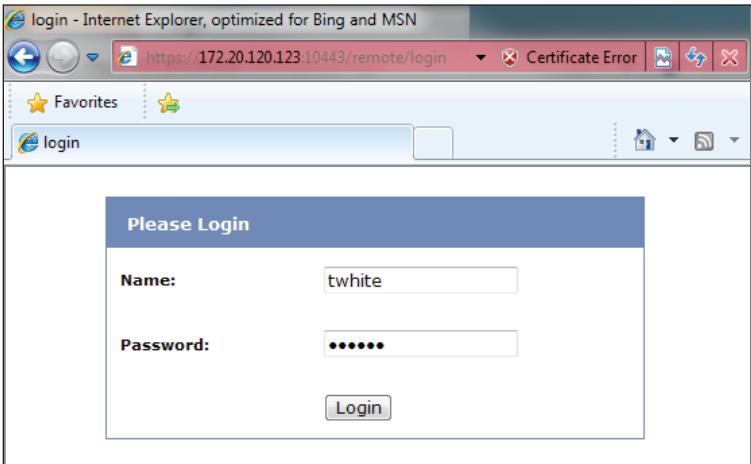 login - Internet Explorer, optimized for Bing and MSN
https://172.20.120.123:10443/remote/login
Certificate Error
Favorites
login
Please Login
Name:
twhite
Password:
••••••
Login